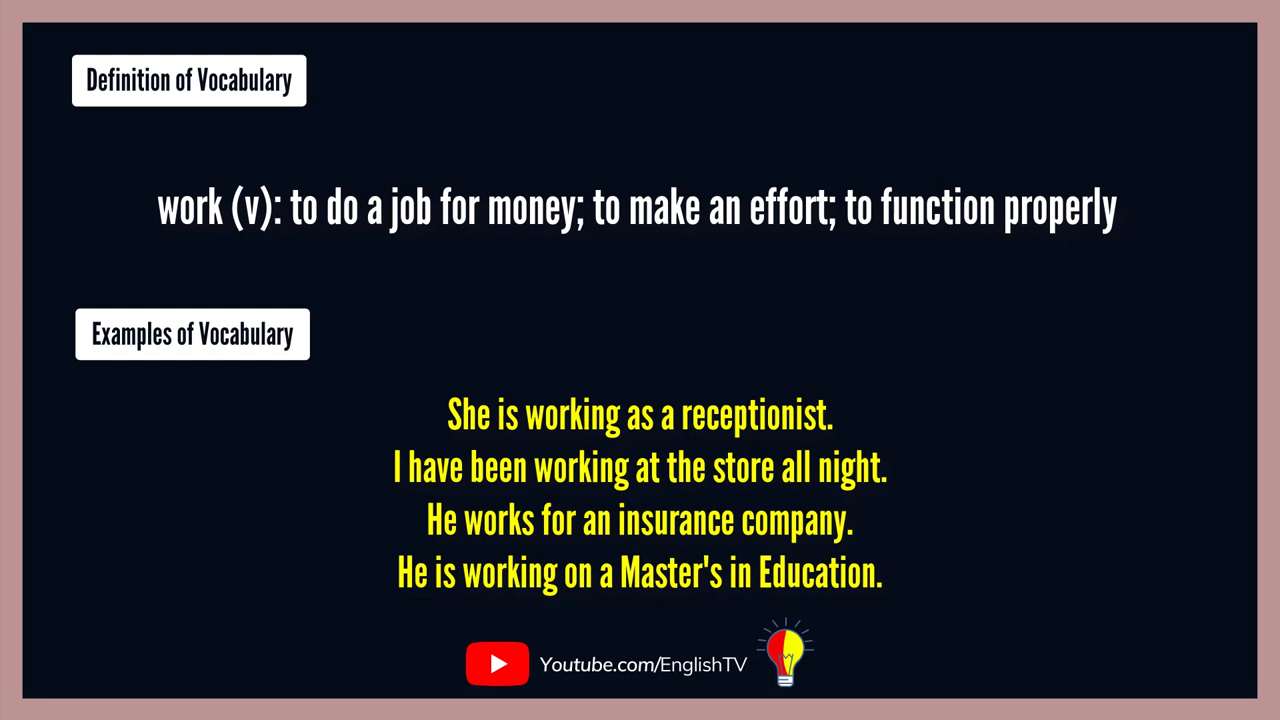 Definition of Vocabulary
work (v): to do a job for money; to make an effort; to function properly
Examples of Vocabulary
She is working as a receptionist.
I have been working at the store all night.
He works for an insurance company.
He is working on a Master's in Education.
Youtube.com/EnglishTV